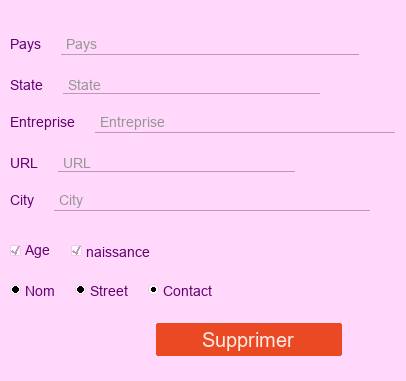 Pays Pays
State State
Entreprise Entreprise
URL URL
City City
Age naissance
Nom Street Contact
Supprimer